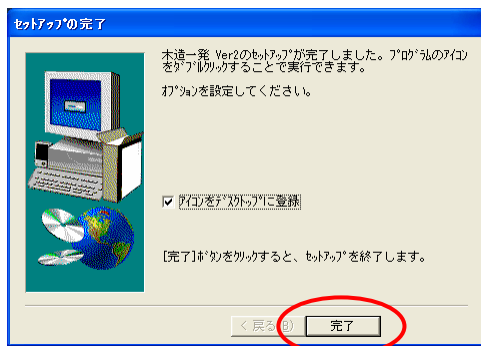 ｾｯﾄｱｯﾌﾟの完了
木造一発 Ver2のｾｯﾄｱｯﾌﾟが完了しました。ﾌﾟﾛｸﾞﾗﾑのｱｲｺﾝ
をﾀﾞﾌﾞﾙｸﾘｯｸすることで実行できます。
ｵﾌﾟｼｮﾝを設定してください。
ｱｲｺﾝをﾃﾞｽｸﾄｯﾌﾟに登録
[完了]ﾎﾞﾀﾝをｸﾘｯｸすると、ｾｯﾄｱｯﾌﾟを終了します。
< 戻る(B) 完了